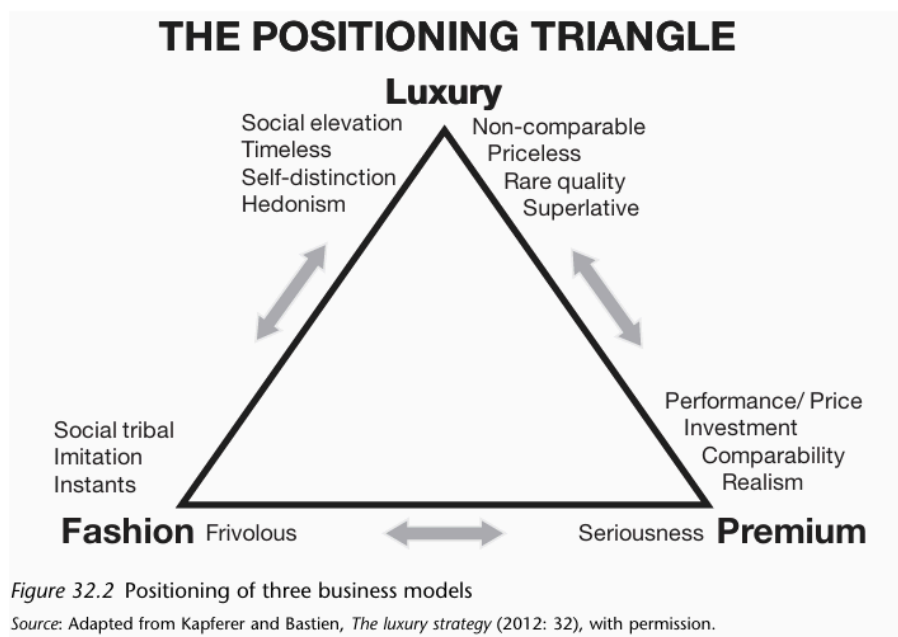 THE POSITIONING TRIANGLE
Luxury
Social elevation
Timeless
Self-distinction
Hedonism
Non-comparable
Priceless
Rare quality
Superlative
Social tribal
Imitation
Instants
Performance/ Price
Investment
Comparability
Realism
Fashion Frivolous
Seriousness Premium
Figure 32.2 Positioning of three business models
Source: Adapted from Kapferer and Bastien, The luxury strategy (2012: 32), with permission.